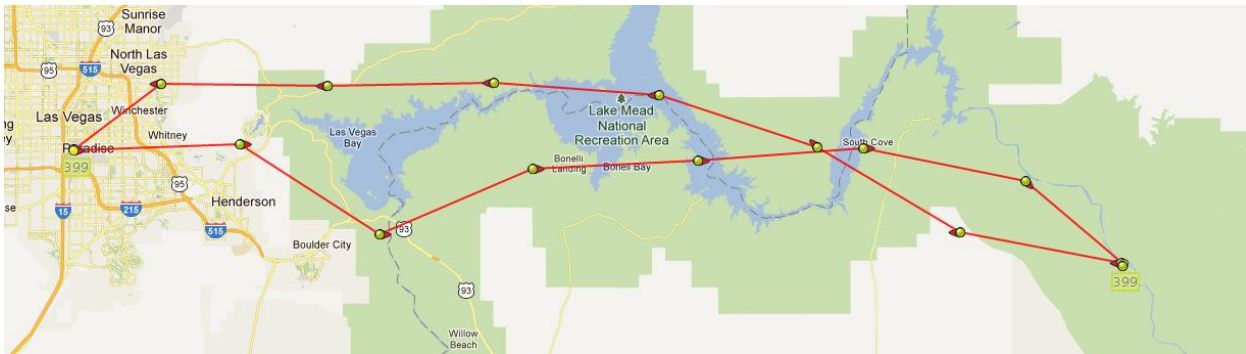 Sunrise
Manor
93
North Las
Vegas
95
515
Las Vegas
Winchester
Whitney
Paradise
399
95
15
215
515
Henderson
Boulder City
Las Vegas
Bay
93
93
Willow
Beach
Lake Mead
National
Recreation Area
Bonelli
Landing
Bonelli Bay
South Cove
399